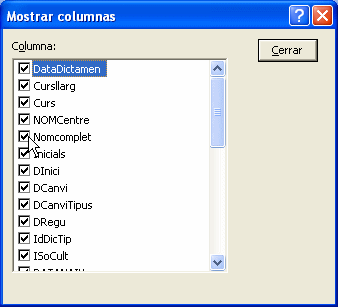 Mostrar columnas
Columna:
Cerrar
DataDictamen
Cursllarg
Curs
NOMCentre
Nomcomplet
Inicials
DInici
DCanvi
DCanviTipus
DRegu
IdDicTip
ISoCult